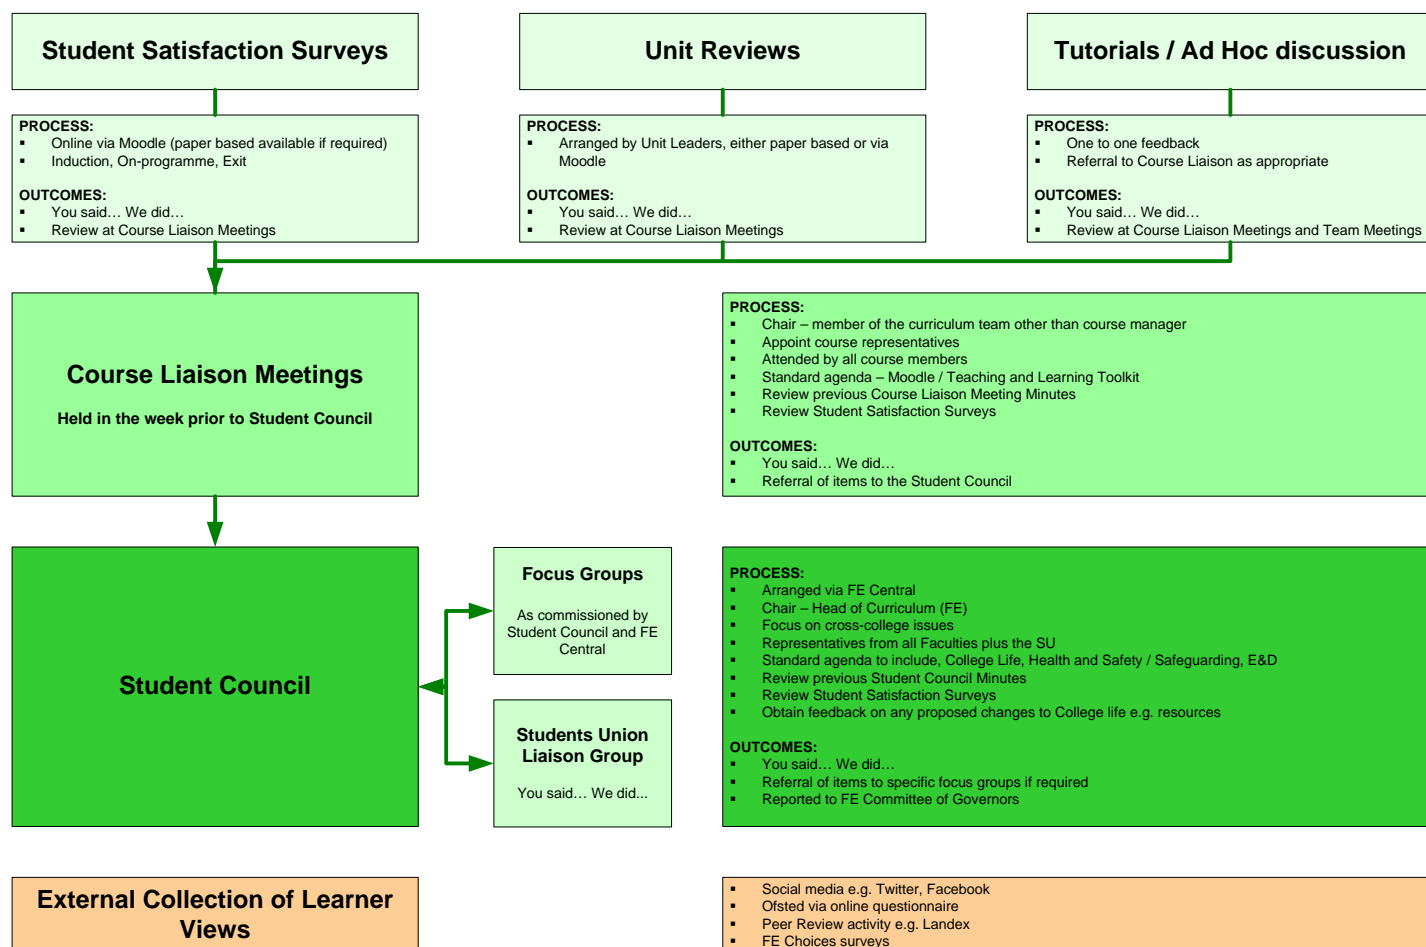 Student Satisfaction Surveys
PROCESS:
▪ Online via Moodle (paper based available if required)
▪ Induction, On-programme, Exit
OUTCOMES:
▪ You said… We did…
▪ Review at Course Liaison Meetings
Unit Reviews
PROCESS:
▪ Arranged by Unit Leaders, either paper based or via
Moodle
OUTCOMES:
▪ You said… We did…
▪ Review at Course Liaison Meetings
Tutorials / Ad Hoc discussion
PROCESS:
▪ One to one feedback
▪ Referral to Course Liaison as appropriate
OUTCOMES:
▪ You said… We did…
▪ Review at Course Liaison Meetings and Team Meetings
Course Liaison Meetings
Held in the week prior to Student Council
PROCESS:
▪ Chair – member of the curriculum team other than course manager
▪ Appoint course representatives
▪ Attended by all course members
▪ Standard agenda – Moodle / Teaching and Learning Toolkit
▪ Review previous Course Liaison Meeting Minutes
▪ Review Student Satisfaction Surveys
OUTCOMES:
▪ You said… We did…
▪ Referral of items to the Student Council
Student Council
Focus Groups
As commissioned by
Student Council and FE
Central
Students Union
Liaison Group
You said… We did...
PROCESS:
▪ Arranged via FE Central
▪ Chair – Head of Curriculum (FE)
▪ Focus on cross-college issues
▪ Representatives from all Faculties plus the SU
▪ Standard agenda to include, College Life, Health and Safety / Safeguarding, E&D
▪ Review previous Student Council Minutes
▪ Review Student Satisfaction Surveys
▪ Obtain feedback on any proposed changes to College life e.g. resources
OUTCOMES:
▪ You said… We did…
▪ Referral of items to specific focus groups if required
▪ Reported to FE Committee of Governors
External Collection of Learner
Views
▪ Social media e.g. Twitter, Facebook
▪ Ofsted via online questionnaire
▪ Peer Review activity e.g. Landex
▪ FE Choices surveys